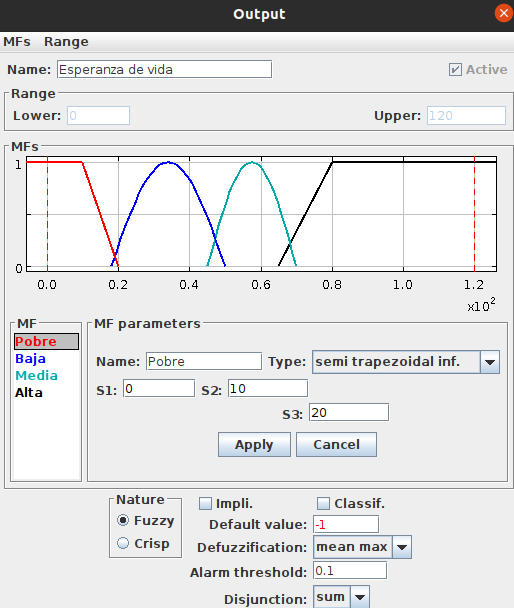 Output
MFs Range
Name: Esperanza de vida Active
Range
Lower: 0 Upper: 120
MFs
1
0
0.0 0.2 0.4 0.6 0.8 1.0 1.2
x10²
MF MF parameters
Pobre
Baja
Media
Alta
Name: Pobre Type: semi trapezoidal inf.
S1: 0 S2: 10
S3: 20
Apply Cancel
Nature
Fuzzy
Crisp
Impli. Classif.
Default value: -1
Defuzzification: mean max
Alarm threshold: 0.1
Disjunction: sum